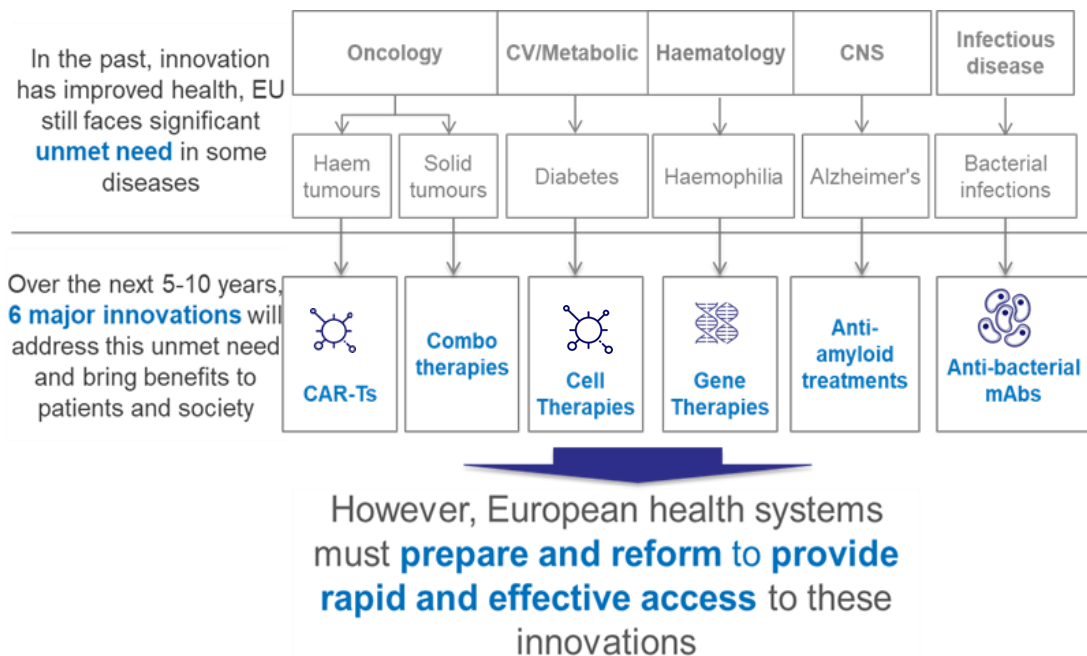 In the past, innovation
has improved health, EU
still faces significant
unmet need in some
diseases
Oncology
CV/Metabolic
Haematology
CNS
Infectious
disease
Haem
tumours
Solid
tumours
Diabetes
Haemophilia
Alzheimer's
Bacterial
infections
Over the next 5-10 years,
6 major innovations will
address this unmet need
and bring benefits to
patients and society
CAR-Ts
Combo
therapies
Cell
Therapies
Gene
Therapies
Anti-
amyloid
treatments
Anti-bacterial
mAbs
However, European health systems
must prepare and reform to provide
rapid and effective access to these
innovations